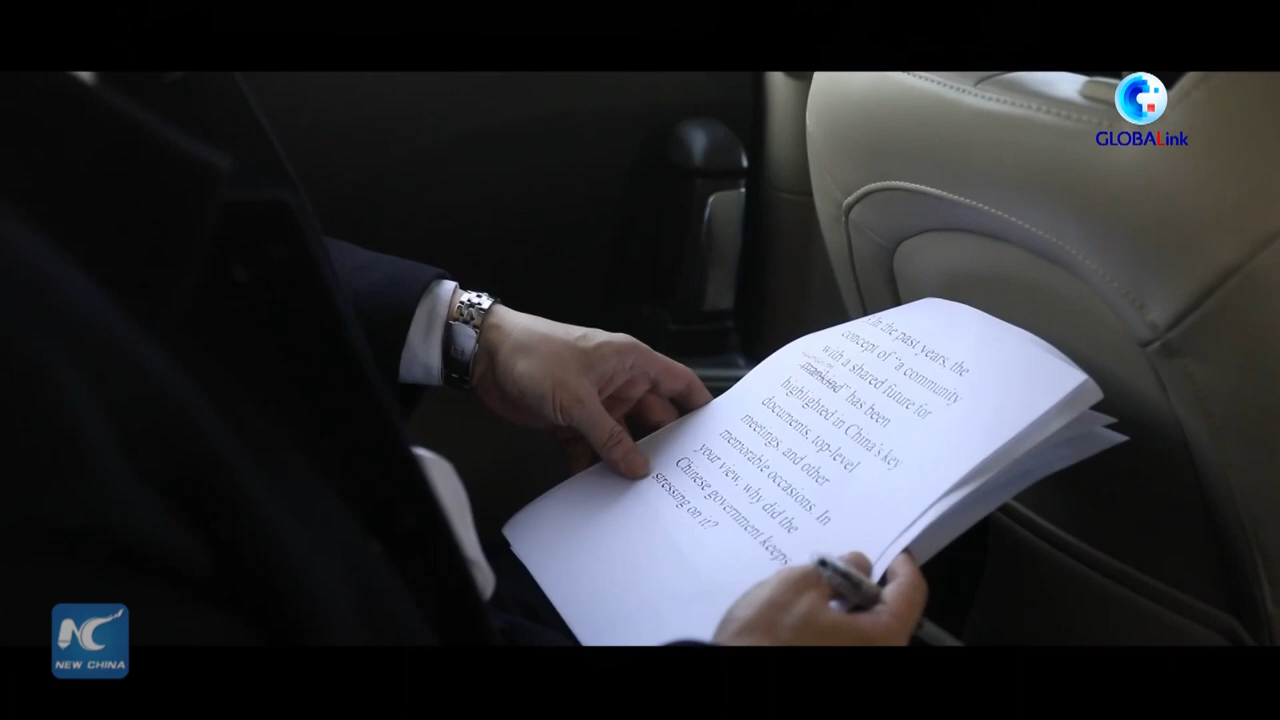 GLOBALink
In the past years, the
concept of "a community
with a shared future for
mankind" has been
highlighted in China's key
documents, top-level
meetings, and other
memorable occasions. In
your view, why did the
Chinese government keeps
stressing on it?
NC
NEW CHINA